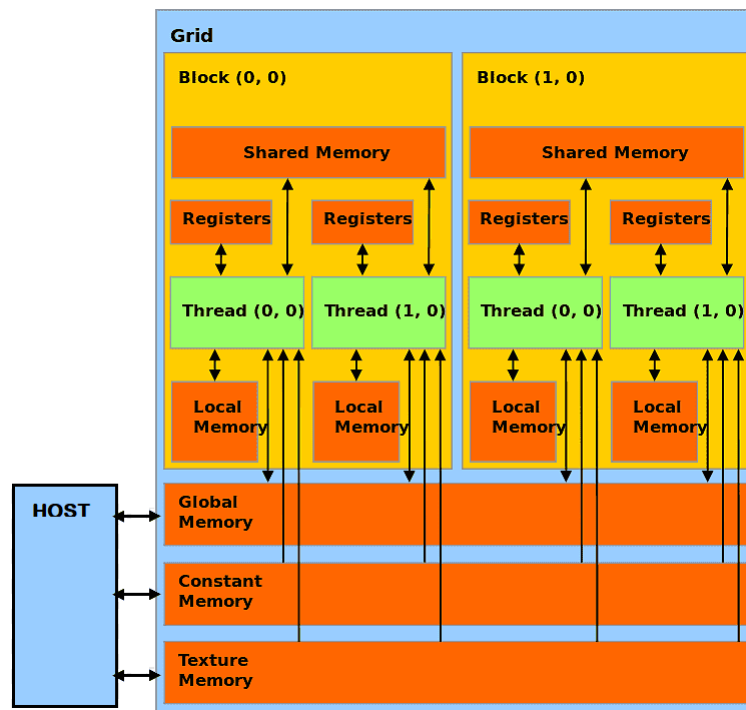 Grid
Block (0, 0)
Block (1, 0)
Shared Memory
Shared Memory
Registers
Registers
Registers
Registers
Thread (0, 0)
Thread (1, 0)
Thread (0, 0)
Thread (1, 0)
Local
Memory
Local
Memory
Local
Memory
Local
Memory
HOST
Global
Memory
Constant
Memory
Texture
Memory